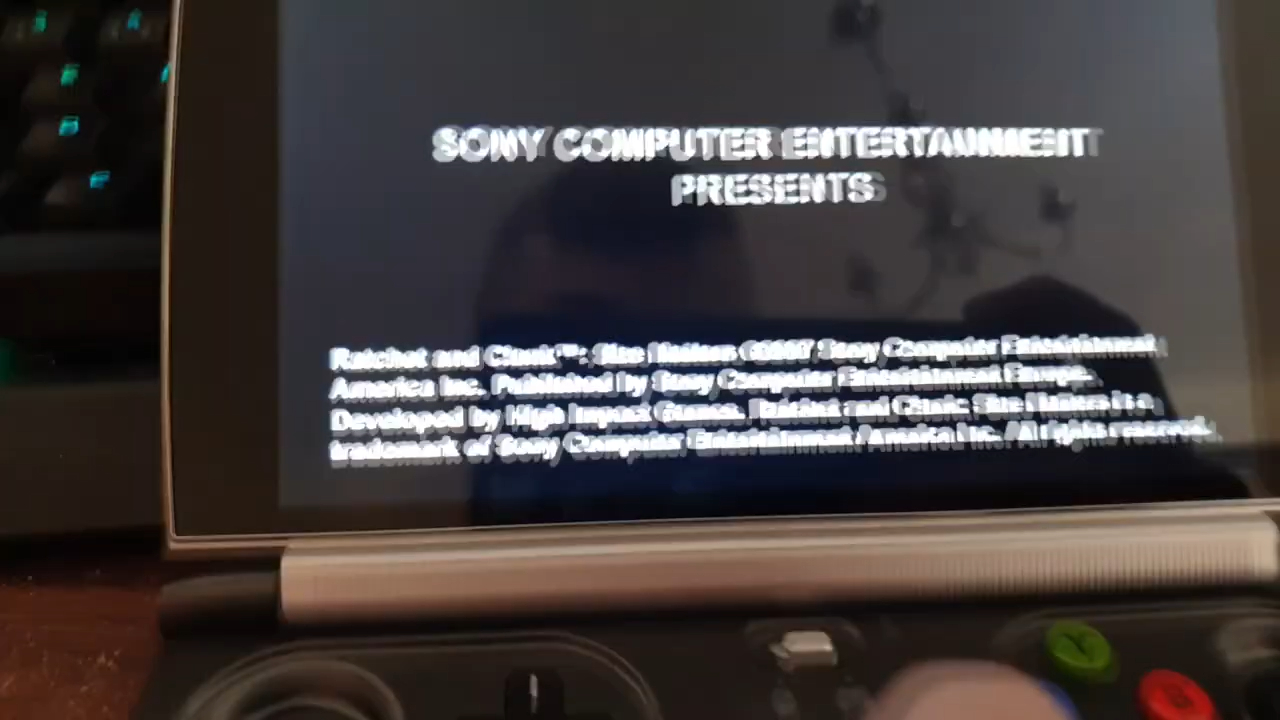 SONY COMPUTER ENTERTAINMENT
PRESENTS
Ratchet and Clank™: Size Matters ©2007 Sony Computer Entertainment
America Inc. Published by Sony Computer Entertainment Europe.
Developed by High Impact Games. Ratchet and Clank: Size Matters is a
trademark of Sony Computer Entertainment America Inc. All rights reserved.